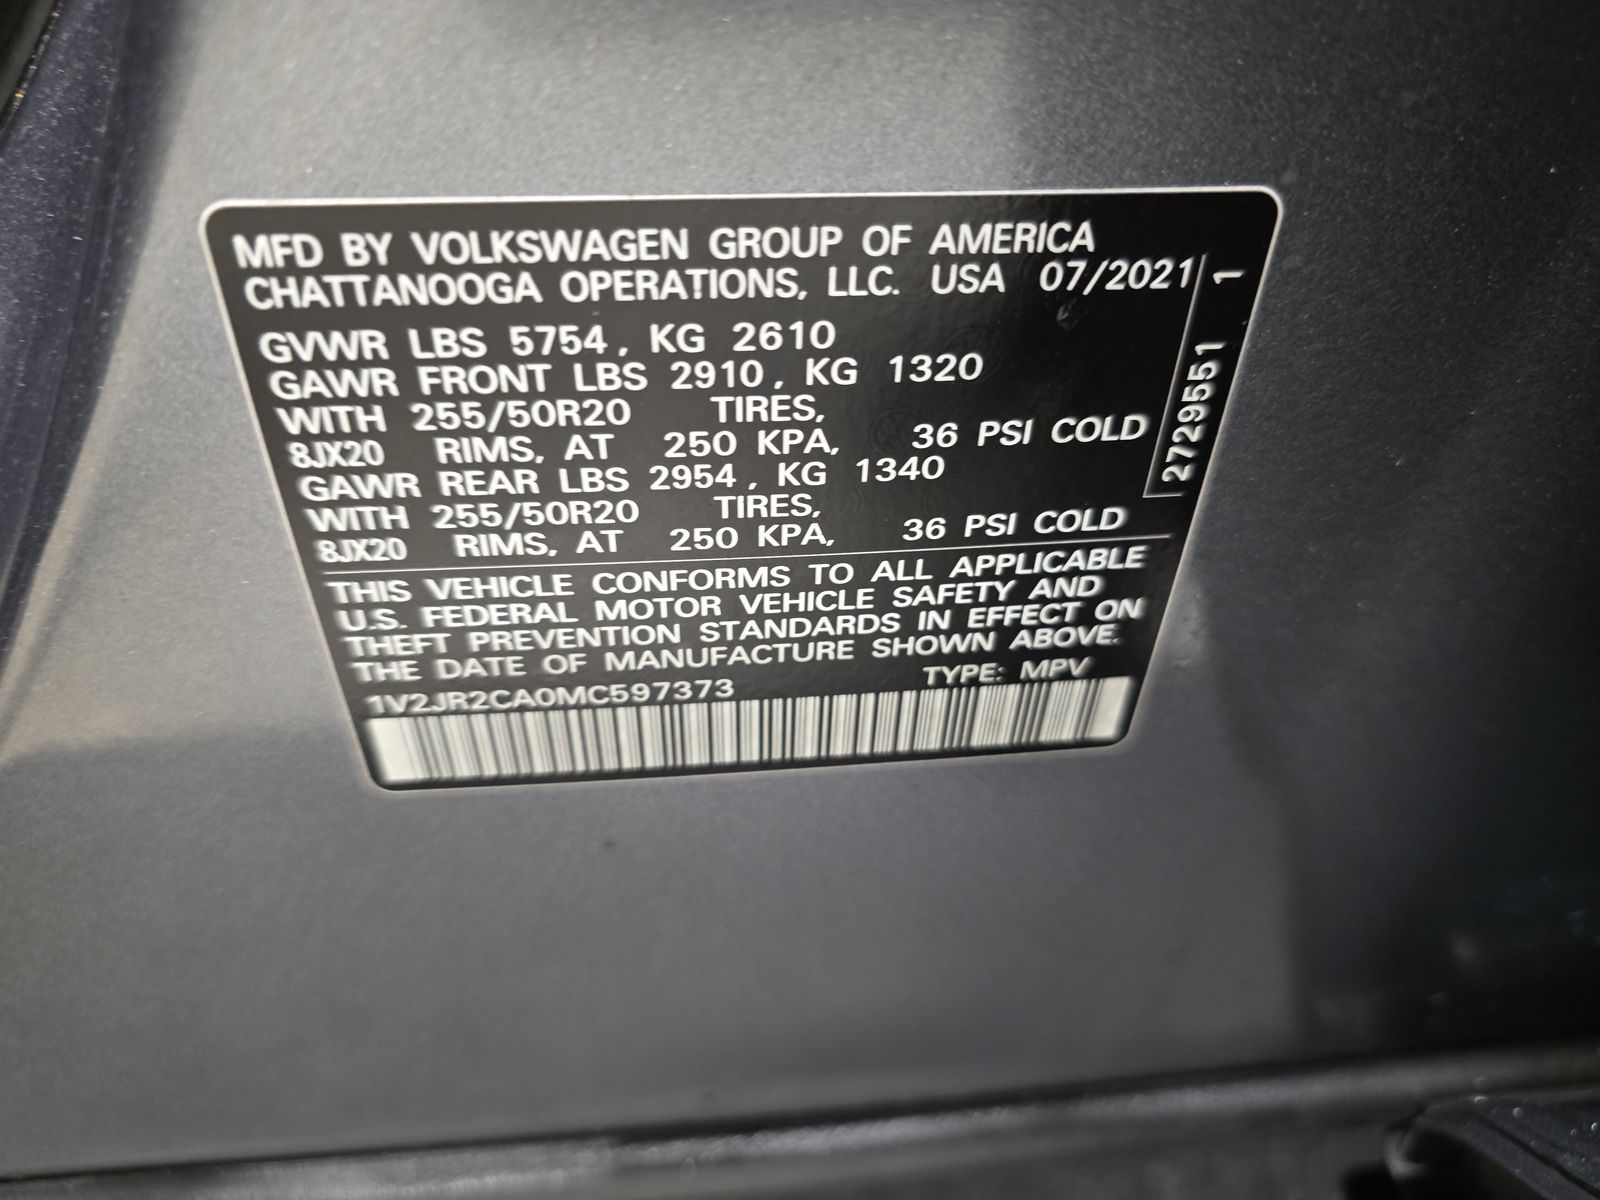 MFD BY VOLKSWAGEN GROUP OF AMERICA
CHATTANOOGA OPERATIONS, LLC. USA 07/2021
GVWR LBS 5754, KG 2610
GAWR FRONT LBS 2910, KG 1320
WITH 255/50R20 TIRES,
8JX20 RIMS, AT 250 KPA, 36 PSI COLD
GAWR REAR LBS 2954, KG 1340
WITH 255/50R20 TIRES,
8JX20 RIMS, AT 250 KPA, 36 PSI COLD
THIS VEHICLE CONFORMS TO ALL APPLICABLE
U.S. FEDERAL MOTOR VEHICLE SAFETY AND
THEFT PREVENTION STANDARDS IN EFFECT ON
THE DATE OF MANUFACTURE SHOWN ABOVE.
1V2JR2CA0MC597373 TYPE: MPV
2729551 1